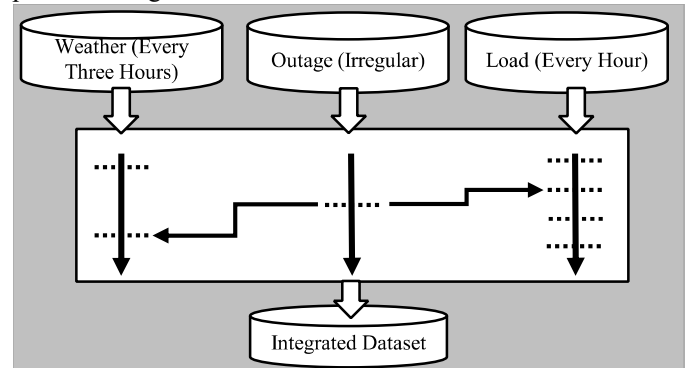 Weather (Every
Three Hours)
Outage (Irregular)
Load (Every Hour)
Integrated Dataset